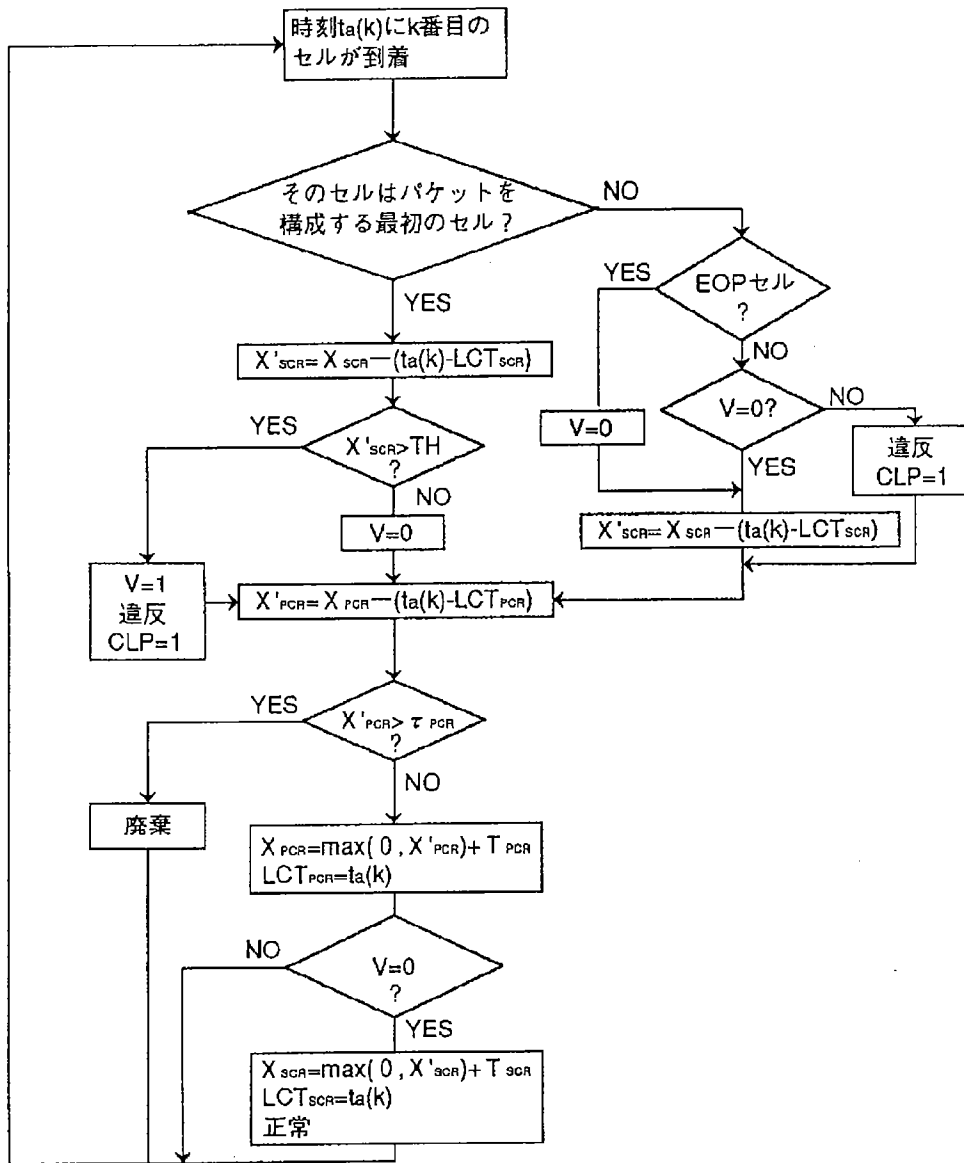 時刻ta(k)にk番目の
セルが到着
そのセルはパケットを
構成する最初のセル？
NO
YES
YES
EOPセル
?
NO
X'SCR=XSCR―(ta(k)-LCTSCR)
V=0?
NO
YES
X'SCR>TH
?
NO
V=0
YES
違反
CLP=1
V=0
X'SCR=XSCR―(ta(k)-LCTSCR)
V=1
違反
CLP=1
X'PCR=XPCR―(ta(k)-LCTPCR)
YES
X'PCR>τPCR
?
NO
廃棄
XPCR=max(0,X'PCR)+TPCR
LCTPCR=ta(k)
NO
V=0
?
YES
XSCR=max(0,X'SCR)+TSCR
LCTSCR=ta(k)
正常